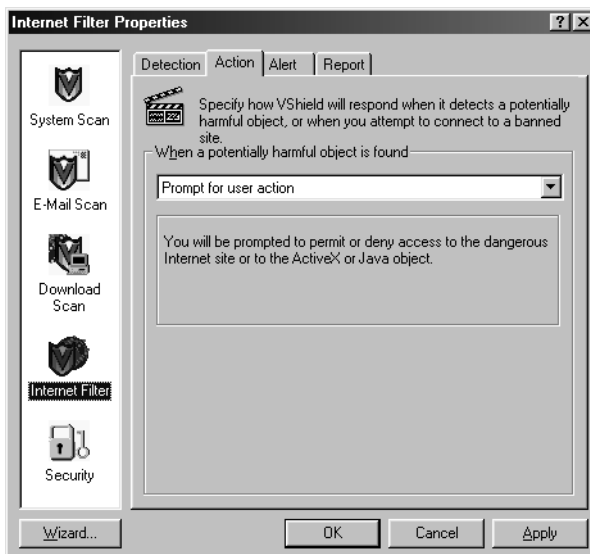 Internet Filter Properties
System Scan
E-Mail Scan
Download
Scan
Internet Filter
Security
Detection Action Alert Report
Specify how VShield will respond when it detects a potentially
harmful object, or when you attempt to connect to a banned
site.
When a potentially harmful object is found
Prompt for user action
You will be prompted to permit or deny access to the dangerous
Internet site or to the ActiveX or Java object.
Wizard... OK Cancel Apply